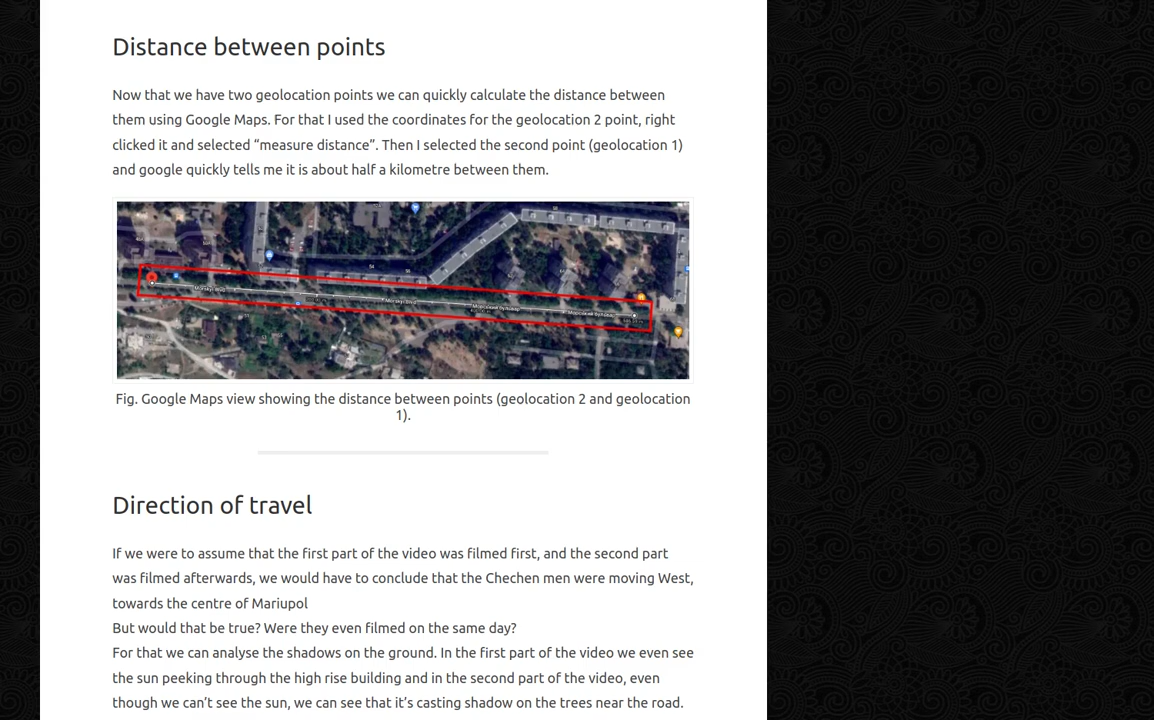 Distance between points
Now that we have two geolocation points we can quickly calculate the distance between
them using Google Maps. For that I used the coordinates for the geolocation 2 point, right
clicked it and selected “measure distance”. Then I selected the second point (geolocation 1)
and google quickly tells me it is about half a kilometre between them.
Fig. Google Maps view showing the distance between points (geolocation 2 and geolocation
1).
Direction of travel
If we were to assume that the first part of the video was filmed first, and the second part
was filmed afterwards, we would have to conclude that the Chechen men were moving West,
towards the centre of Mariupol
But would that be true? Were they even filmed on the same day?
For that we can analyse the shadows on the ground. In the first part of the video we even see
the sun peeking through the high rise building and in the second part of the video, even
though we can’t see the sun, we can see that it’s casting shadow on the trees near the road.